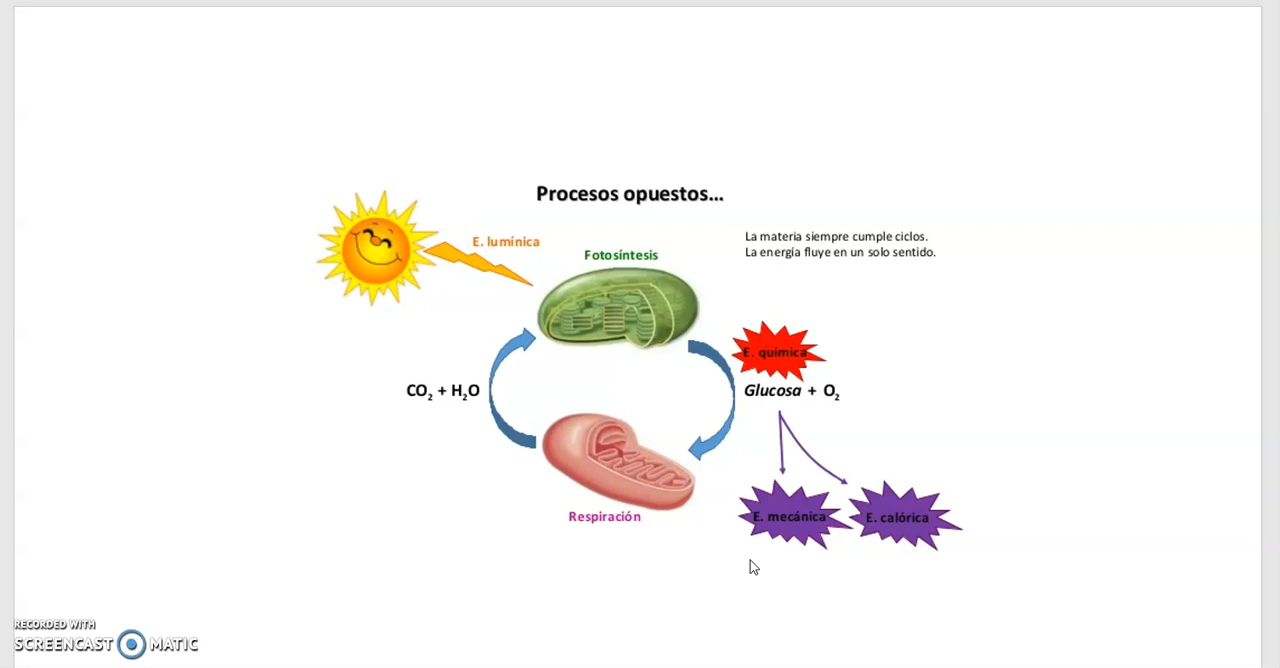 Procesos opuestos...
E. lumínica
La materia siempre cumple ciclos.
La energía fluye en un solo sentido.
Fotosíntesis
E. química
CO₂ + H₂O
Glucosa + O₂
E. mecánica
E. calórica
Respiración
RECORDED WITH
SCREENCAST MATIC